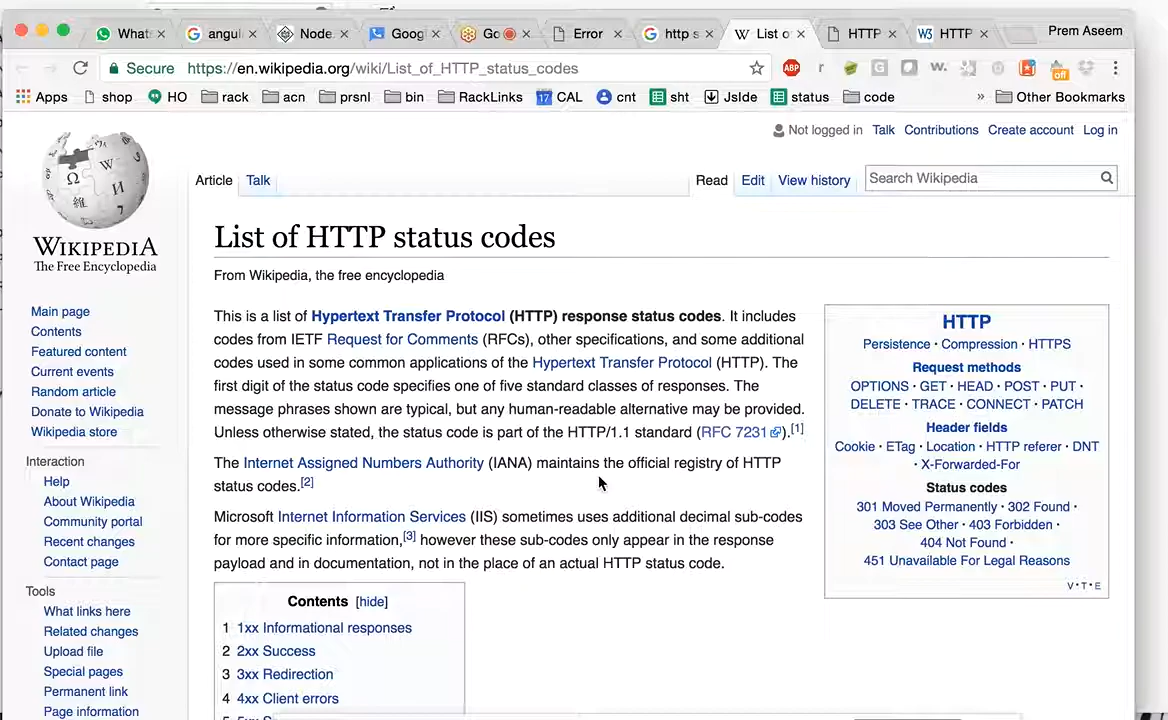 What
angul
Node.
Goog
Go
Error
http s
List o
HTTP
HTTP
Prem Aseem
Secure https://en.wikipedia.org/wiki/List_of_HTTP_status_codes
ABP
r
G
w.
off
Apps shop HO rack acn prsnl bin RackLinks 17 CAL cnt sht JsIde status code » Other Bookmarks
Not logged in Talk Contributions Create account Log in
Article Talk Read Edit View history Search Wikipedia
WIKIPEDIA
The Free Encyclopedia
Main page
Contents
Featured content
Current events
Random article
Donate to Wikipedia
Wikipedia store
Interaction
Help
About Wikipedia
Community portal
Recent changes
Contact page
Tools
What links here
Related changes
Upload file
Special pages
Permanent link
Page information
List of HTTP status codes
From Wikipedia, the free encyclopedia
This is a list of Hypertext Transfer Protocol (HTTP) response status codes. It includes
codes from IETF Request for Comments (RFCs), other specifications, and some additional
codes used in some common applications of the Hypertext Transfer Protocol (HTTP). The
first digit of the status code specifies one of five standard classes of responses. The
message phrases shown are typical, but any human-readable alternative may be provided.
Unless otherwise stated, the status code is part of the HTTP/1.1 standard (RFC 7231).[1]
The Internet Assigned Numbers Authority (IANA) maintains the official registry of HTTP
status codes.[2]
Microsoft Internet Information Services (IIS) sometimes uses additional decimal sub-codes
for more specific information,[3] however these sub-codes only appear in the response
payload and in documentation, not in the place of an actual HTTP status code.
Contents [hide]
1 1xx Informational responses
2 2xx Success
3 3xx Redirection
4 4xx Client errors
HTTP
Persistence · Compression · HTTPS
Request methods
OPTIONS · GET · HEAD · POST · PUT ·
DELETE · TRACE · CONNECT · PATCH
Header fields
Cookie · ETag · Location · HTTP referer · DNT
· X-Forwarded-For
Status codes
301 Moved Permanently · 302 Found ·
303 See Other · 403 Forbidden ·
404 Not Found ·
451 Unavailable For Legal Reasons
V · T · E